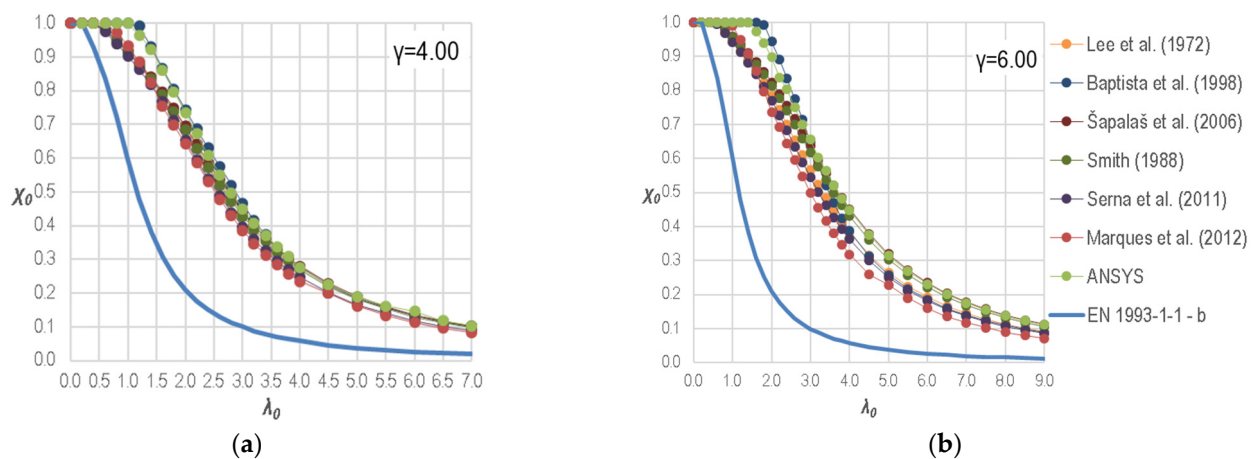 1.0
0.9
0.8
0.7
0.6
0.5
0.4
0.3
0.2
0.1
0.0
χ₀
γ=4.00
0.0 0.5 1.0 1.5 2.0 2.5 3.0 3.5 4.0 4.5 5.0 5.5 6.0 6.5 7.0
λ₀
(a)
1.0
0.9
0.8
0.7
0.6
0.5
0.4
0.3
0.2
0.1
0.0
χ₀
γ=6.00
0.0 1.0 2.0 3.0 4.0 5.0 6.0 7.0 8.0 9.0
λ₀
(b)
Lee et al. (1972)
Baptista et al. (1998)
Šapalaš et al. (2006)
Smith (1988)
Serna et al. (2011)
Marques et al. (2012)
ANSYS
EN 1993-1-1 - b